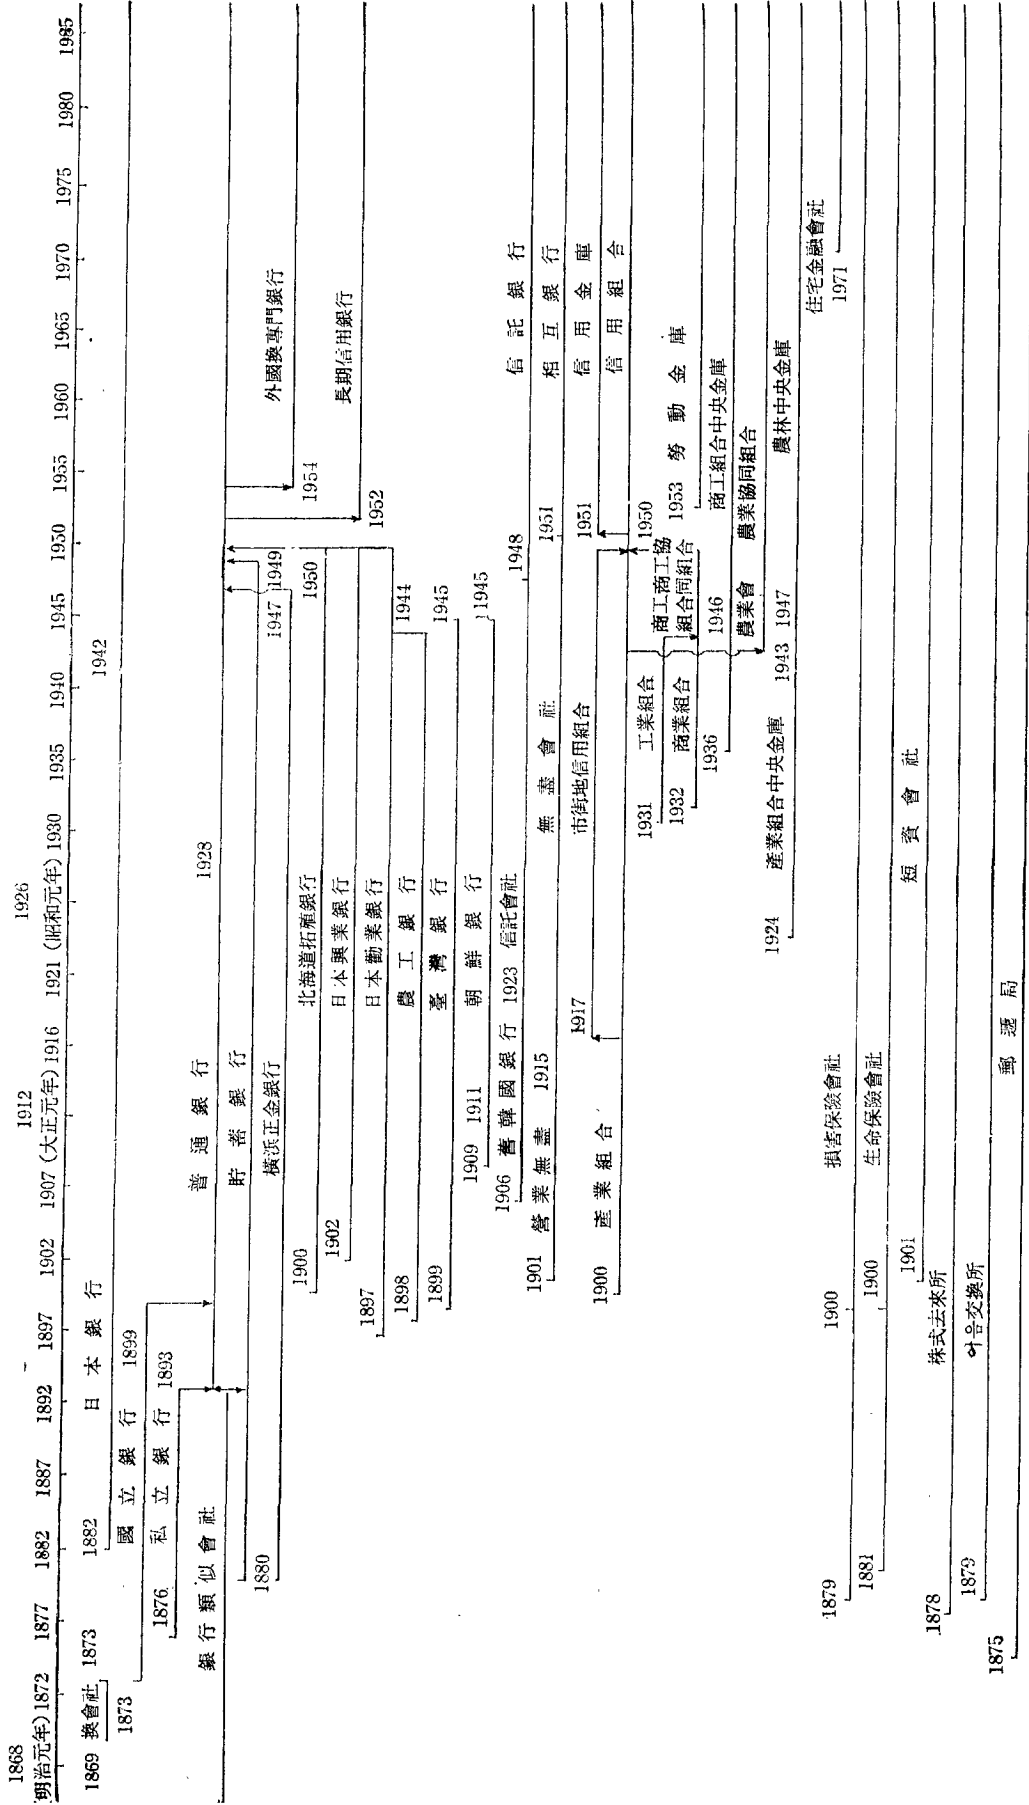 1868 1912 1926
(明治元年) 1872 1877 1882 1887 1892 1897 1902 1907 (大正元年) 1916 1921 (昭和元年) 1930 1935 1940 1945 1950 1955 1960 1965 1970 1975 1980 1985
1869 換會社 1873 1882 日本銀行 1942
1873 國立銀行 1899
1876 私立銀行 1893
銀行類似會社 普通銀行 1928
貯蓄銀行
1880 橫浜正金銀行 1947 1949 外國換專門銀行
1900 北海道拓殖銀行 1950 1954
1902 日本興業銀行 長期信用銀行
1897 日本勸業銀行 1952
1898 農工銀行 1944
1899 臺灣銀行 1945
1909 1911 朝鮮銀行 1945
1906 舊韓國銀行 1923 信託會社 1948 信託銀行
1901 營業無盡 1915 無盡會社 1951 相互銀行
1917 市街地信用組合 1951 信用金庫
1900 產業組合 信用組合
1931 工業組合 商工商工協 1950
1932 商業組合 組合同組合 1953 勞動金庫
1936 1946 商工組合中央金庫
農業會 農業協同組合
1924 產業組合中央金庫 1943 1947 農林中央金庫
住宅金融會社
1879 1900 損害保險會社 1971
1881 1900 生命保險會社
1901 短資會社
1878 株式去來所
1879 어음交換所
1875 郵遞局